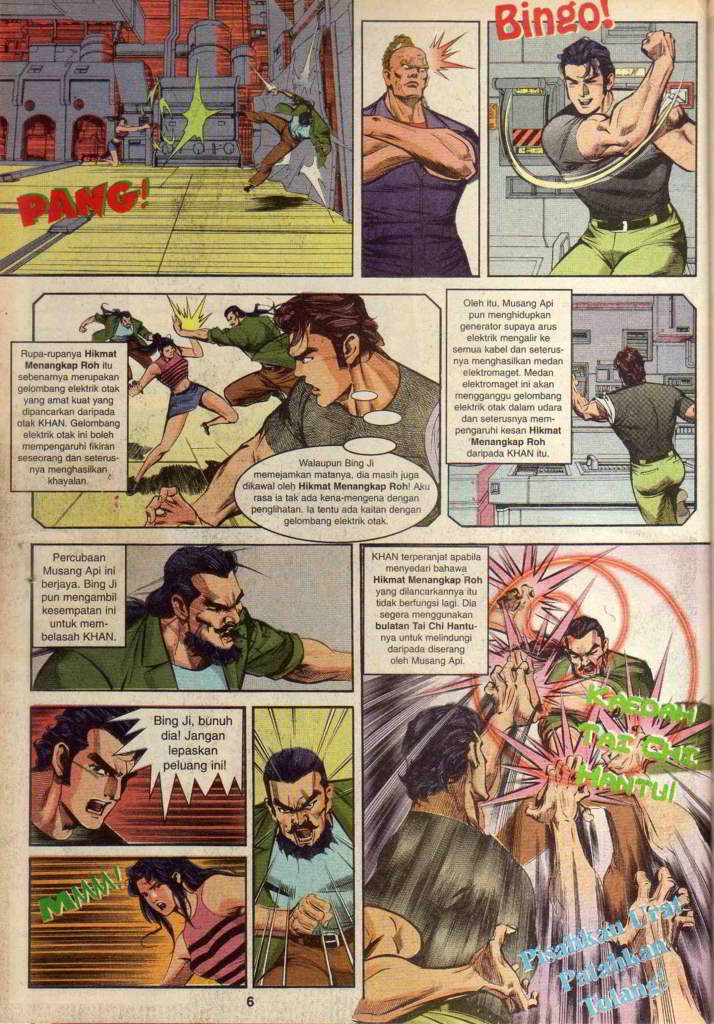 PANG!
Bingo!
Rupa-rupanya Hikmat
Menangkap Roh itu
sebenarnya merupakan
gelombang elektrik otak
yang amat kuat yang
dipancarkan daripada
otak KHAN. Gelombang
elektrik otak ini boleh
mempengaruhi fikiran
seseorang dan seterus-
nya menghasilkan
khayalan.
Walaupun Bing Ji
memejamkan matanya, dia masih juga
dikawal oleh Hikmat Menangkap Roh! Aku
rasa ia tak ada kena-mengena dengan
penglihatan. Ia tentu ada kaitan dengan
gelombang elektrik otak.
Oleh itu, Musang Api
pun menghidupkan
generator supaya arus
elektrik mengalir ke
semua kabel dan seterus-
nya menghasilkan medan
elektromaget. Medan
elektromaget ini akan
mengganggu gelombang
elektrik otak dalam udara
dan seterusnya mem-
pengaruhi kesan Hikmat
Menangkap Roh
daripada KHAN itu.
Percubaan
Musang Api ini
berjaya. Bing Ji
pun mengambil
kesempatan ini
untuk mem-
belasah KHAN.
KHAN terperanjat apabila
menyedari bahawa
Hikmat Menangkap Roh
yang dilancarkannya itu
tidak berfungsi lagi. Dia
segera menggunakan
bulatan Tai Chi Hantu-
nya untuk melindungi
daripada diserang
oleh Musang Api.
Bing Ji, bunuh
dia! Jangan
lepaskan
peluang ini!
MMMM!
KAEDAH
TAI CHI
HANTU!
Pisahkan Urat
Patahkan
Tulang!
6